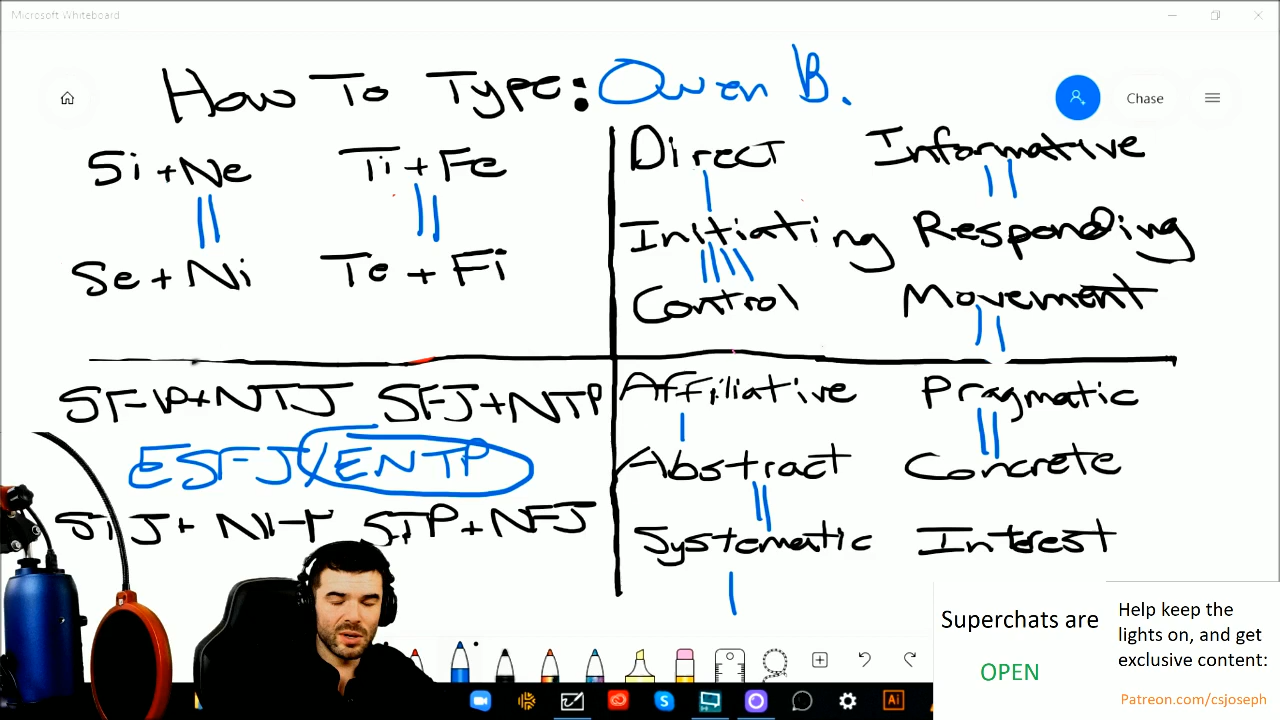 Microsoft Whiteboard
How To Type: Owen B.
Chase
Si + Ne Ti + Fe
Se + Ni Te + Fi
Direct Informative
Initiating Responding
Control Movement
SFP + NTJ SFJ + NTP
ESFJ / ENTP
STJ + NFP STP + NFJ
Affiliative Pragmatic
Abstract Concrete
Systematic Interest
Superchats are
OPEN
Help keep the
lights on, and get
exclusive content:
Patreon.com/csjoseph
Ai